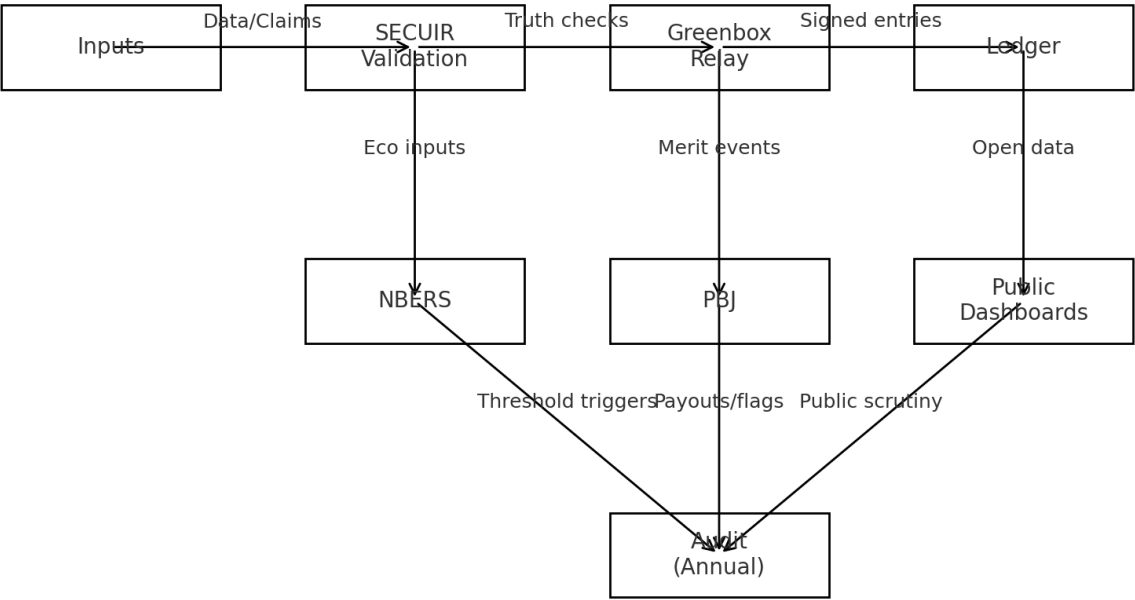 Data/Claims
Truth checks
Signed entries
Inputs
SECUIR
Validation
Greenbox
Relay
Ledger
Eco inputs
Merit events
Open data
NBERS
PBJ
Public
Dashboards
Threshold triggers
Payouts/flags
Public scrutiny
Audit
(Annual)